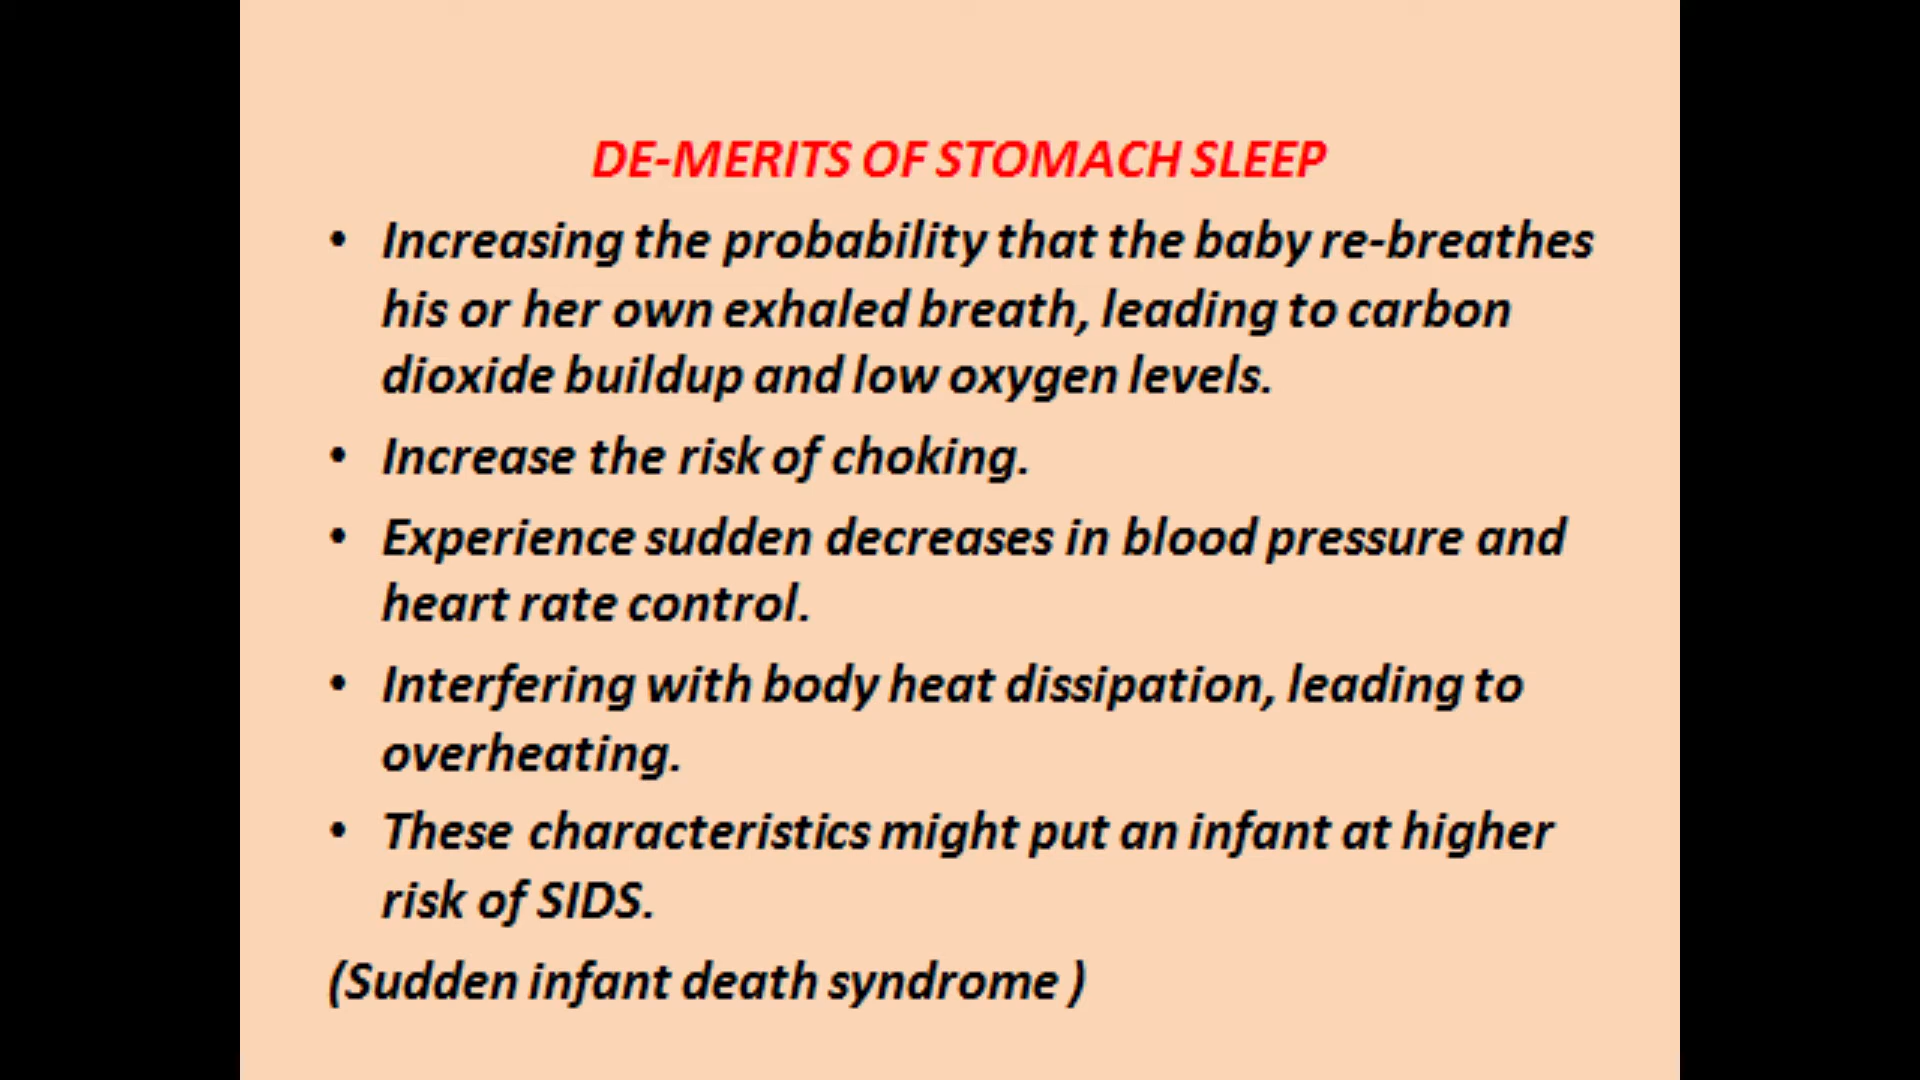 DE-MERITS OF STOMACH SLEEP
• Increasing the probability that the baby re-breathes
his or her own exhaled breath, leading to carbon
dioxide buildup and low oxygen levels.
• Increase the risk of choking.
• Experience sudden decreases in blood pressure and
heart rate control.
• Interfering with body heat dissipation, leading to
overheating.
• These characteristics might put an infant at higher
risk of SIDS.
(Sudden infant death syndrome )